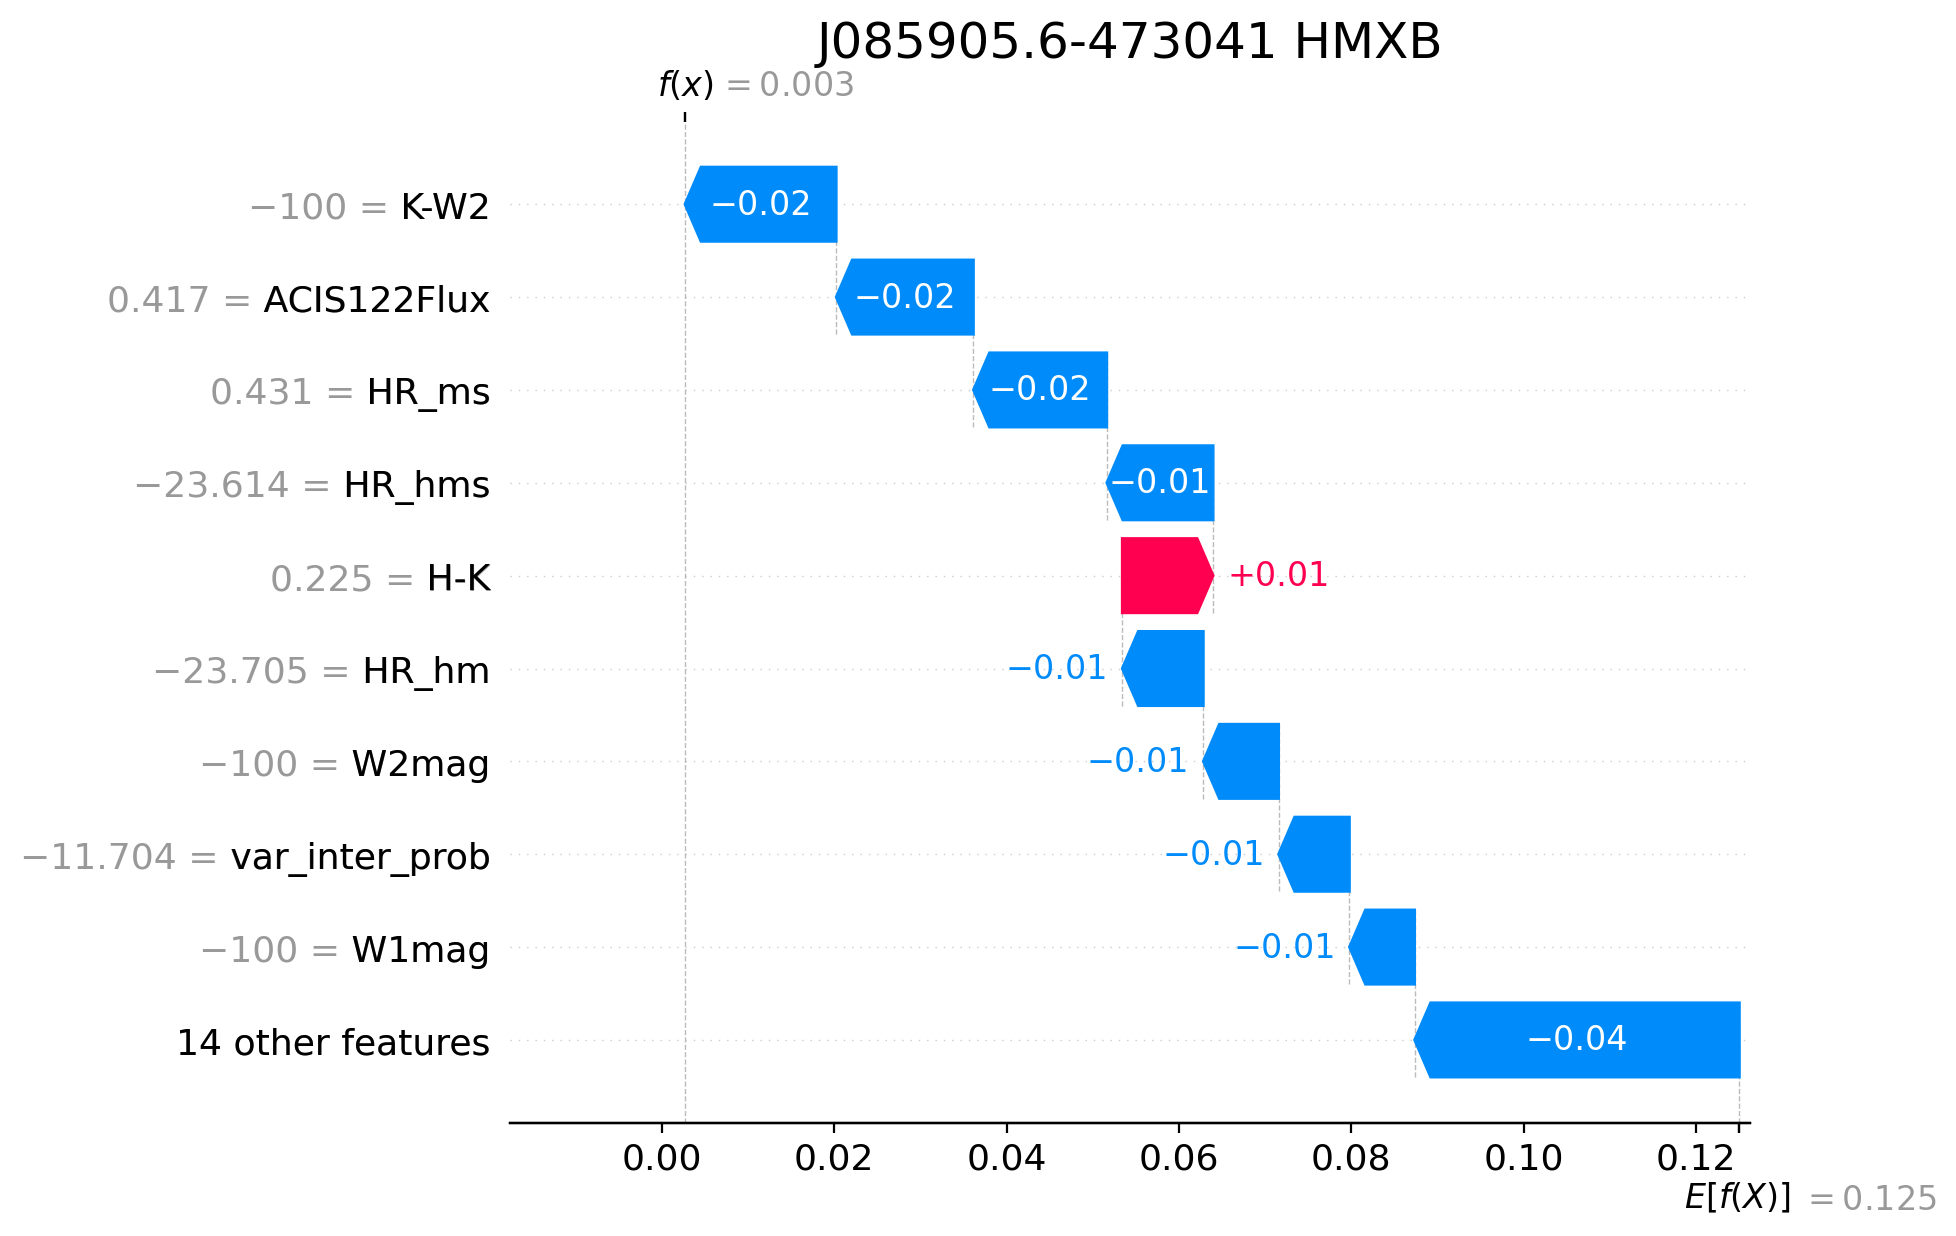 J085905.6-473041 HMXB
f(x) = 0.003
−100 = K-W2
−0.02
0.417 = ACIS122Flux
−0.02
0.431 = HR_ms
−0.02
−23.614 = HR_hms
−0.01
0.225 = H-K
+0.01
−23.705 = HR_hm
−0.01
−100 = W2mag
−0.01
−11.704 = var_inter_prob
−0.01
−100 = W1mag
−0.01
14 other features
−0.04
0.00 0.02 0.04 0.06 0.08 0.10 0.12
E[f(X)] = 0.125